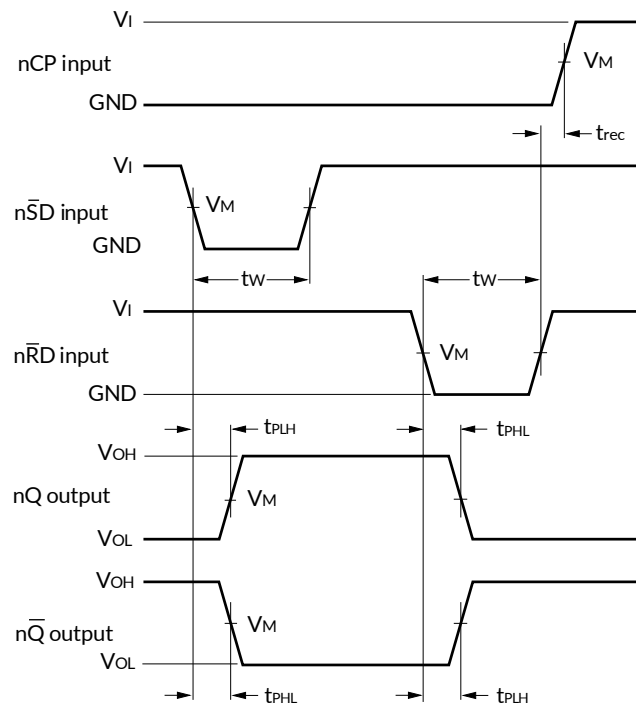 VI
nCP input
VM
GND
trec
VI
nS̅D input
VM
GND
tW
tW
VI
nR̅D input
VM
GND
tPLH
tPHL
VOH
nQ output
VM
VOL
VOH
nQ̅ output
VM
VOL
tPHL
tPLH